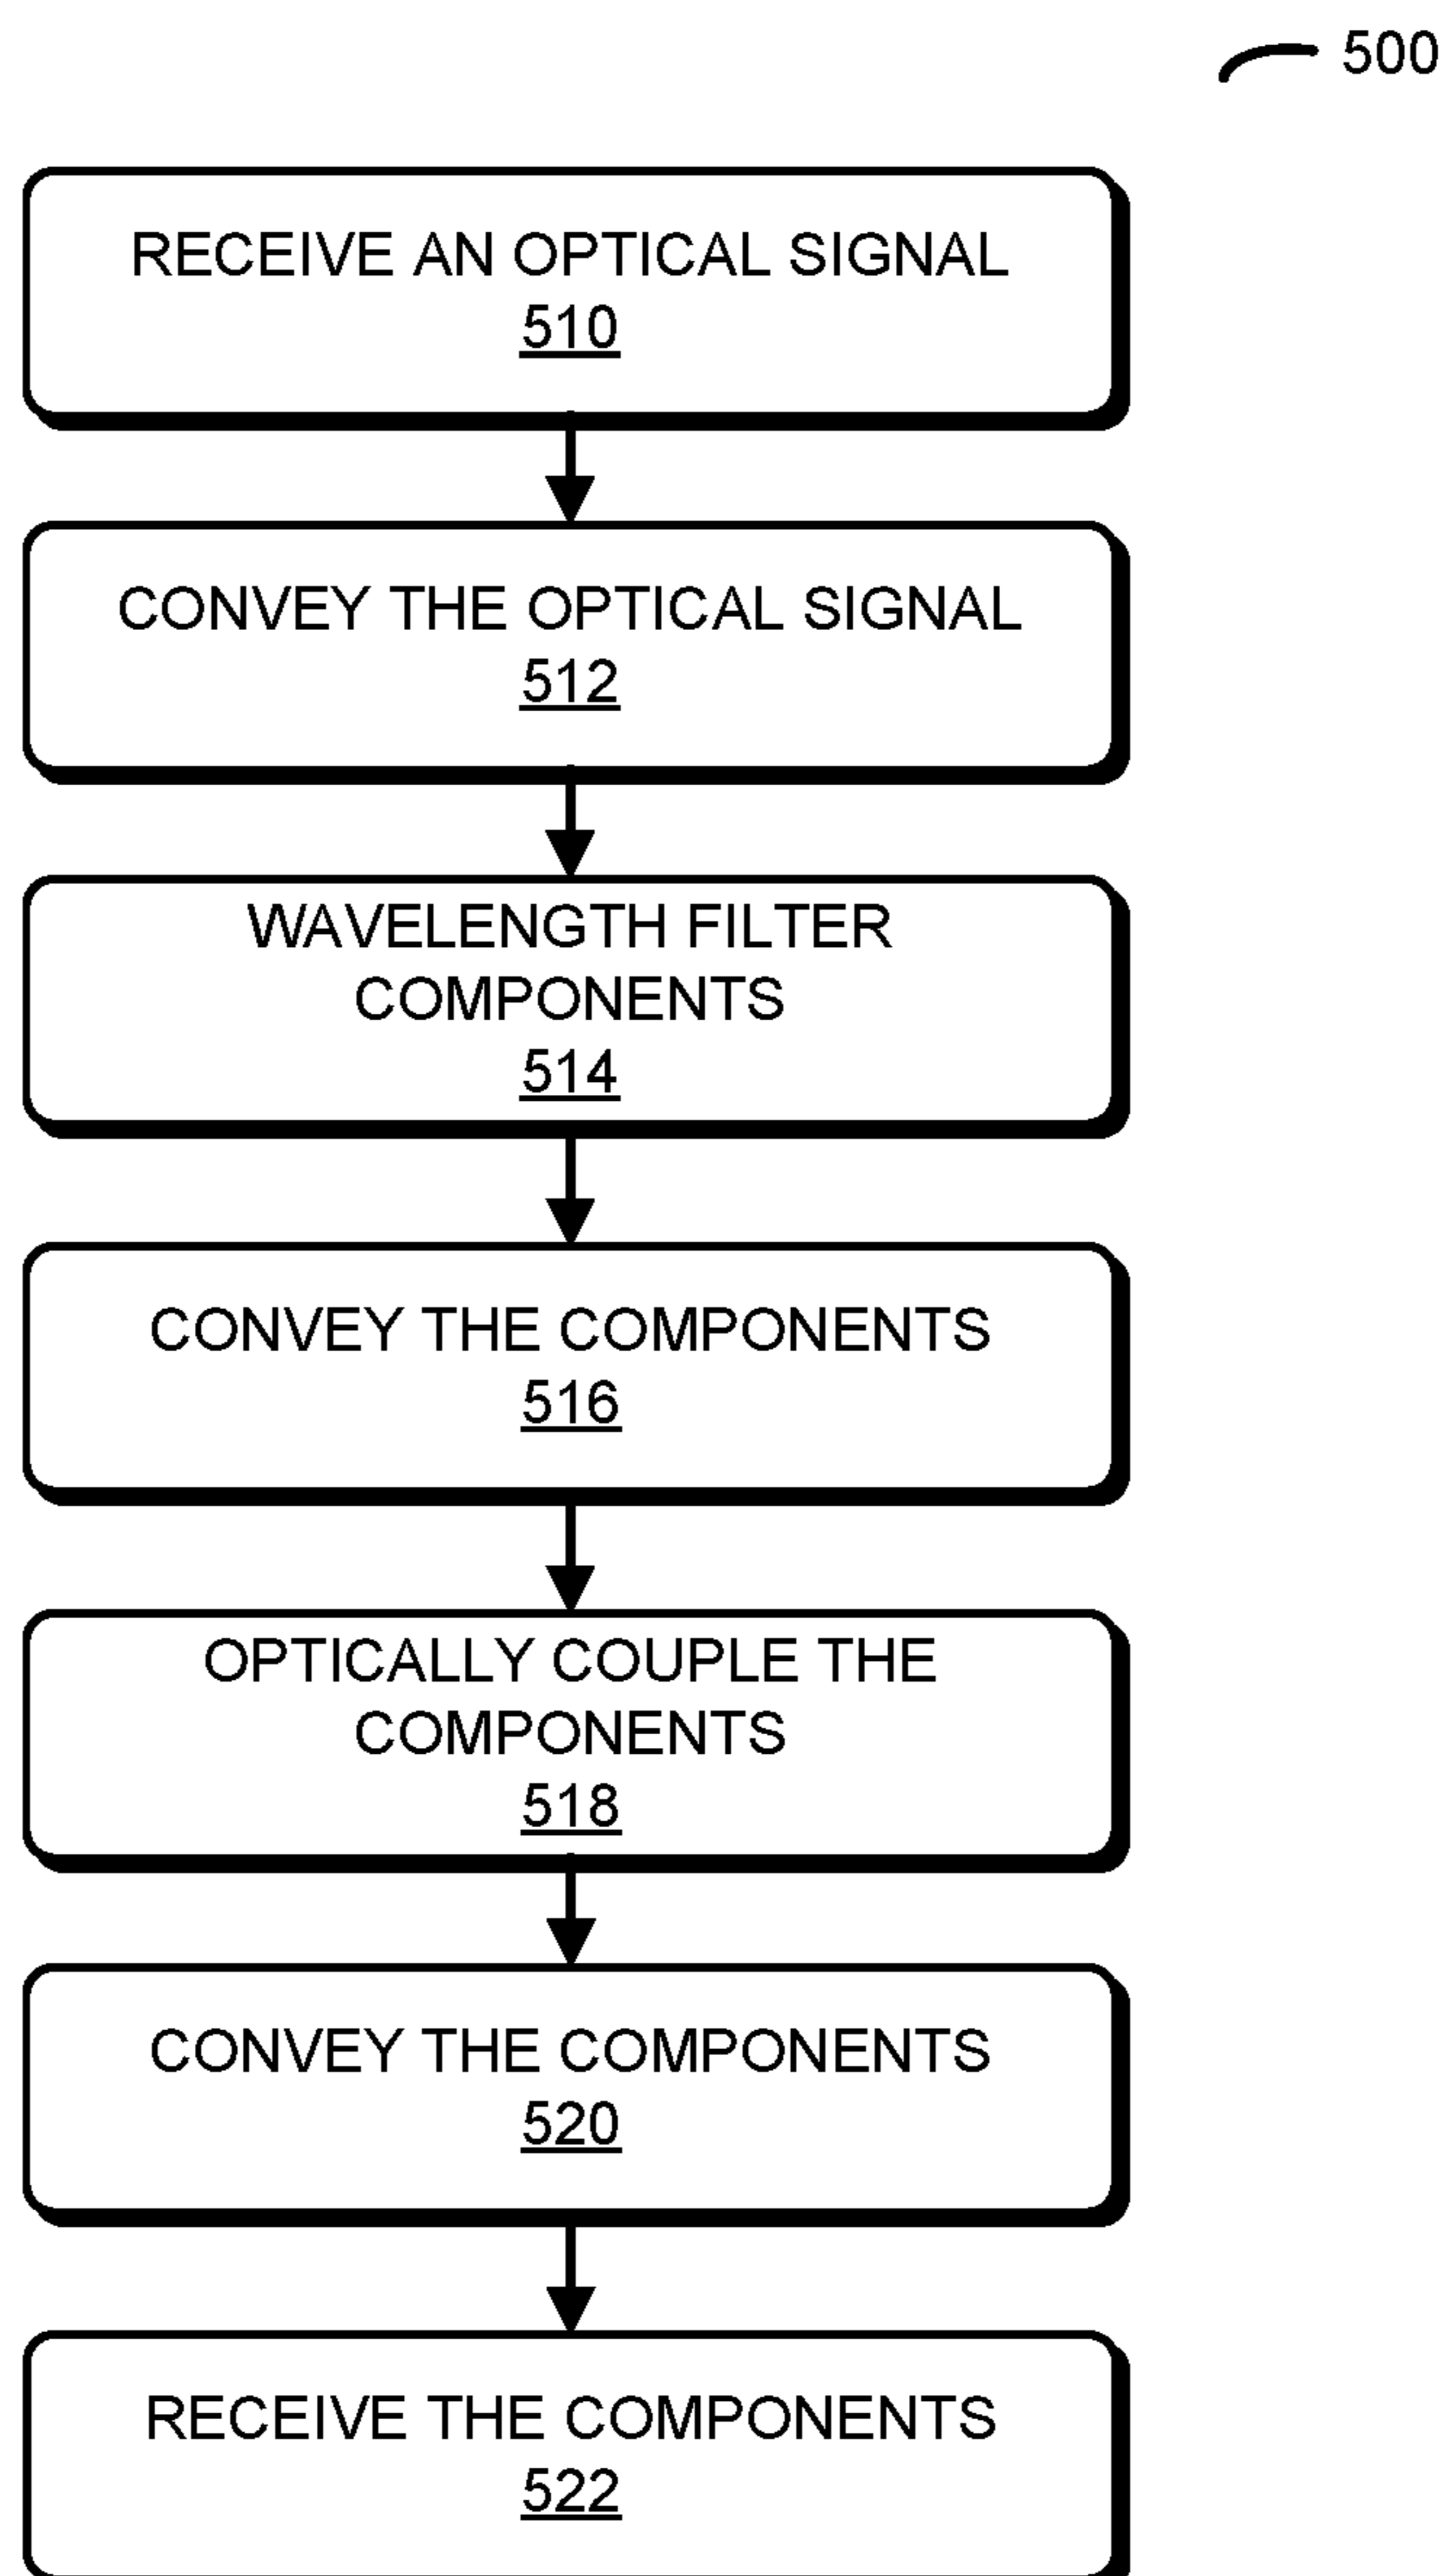 500
RECEIVE AN OPTICAL SIGNAL
510
CONVEY THE OPTICAL SIGNAL
512
WAVELENGTH FILTER
COMPONENTS
514
CONVEY THE COMPONENTS
516
OPTICALLY COUPLE THE
COMPONENTS
518
CONVEY THE COMPONENTS
520
RECEIVE THE COMPONENTS
522